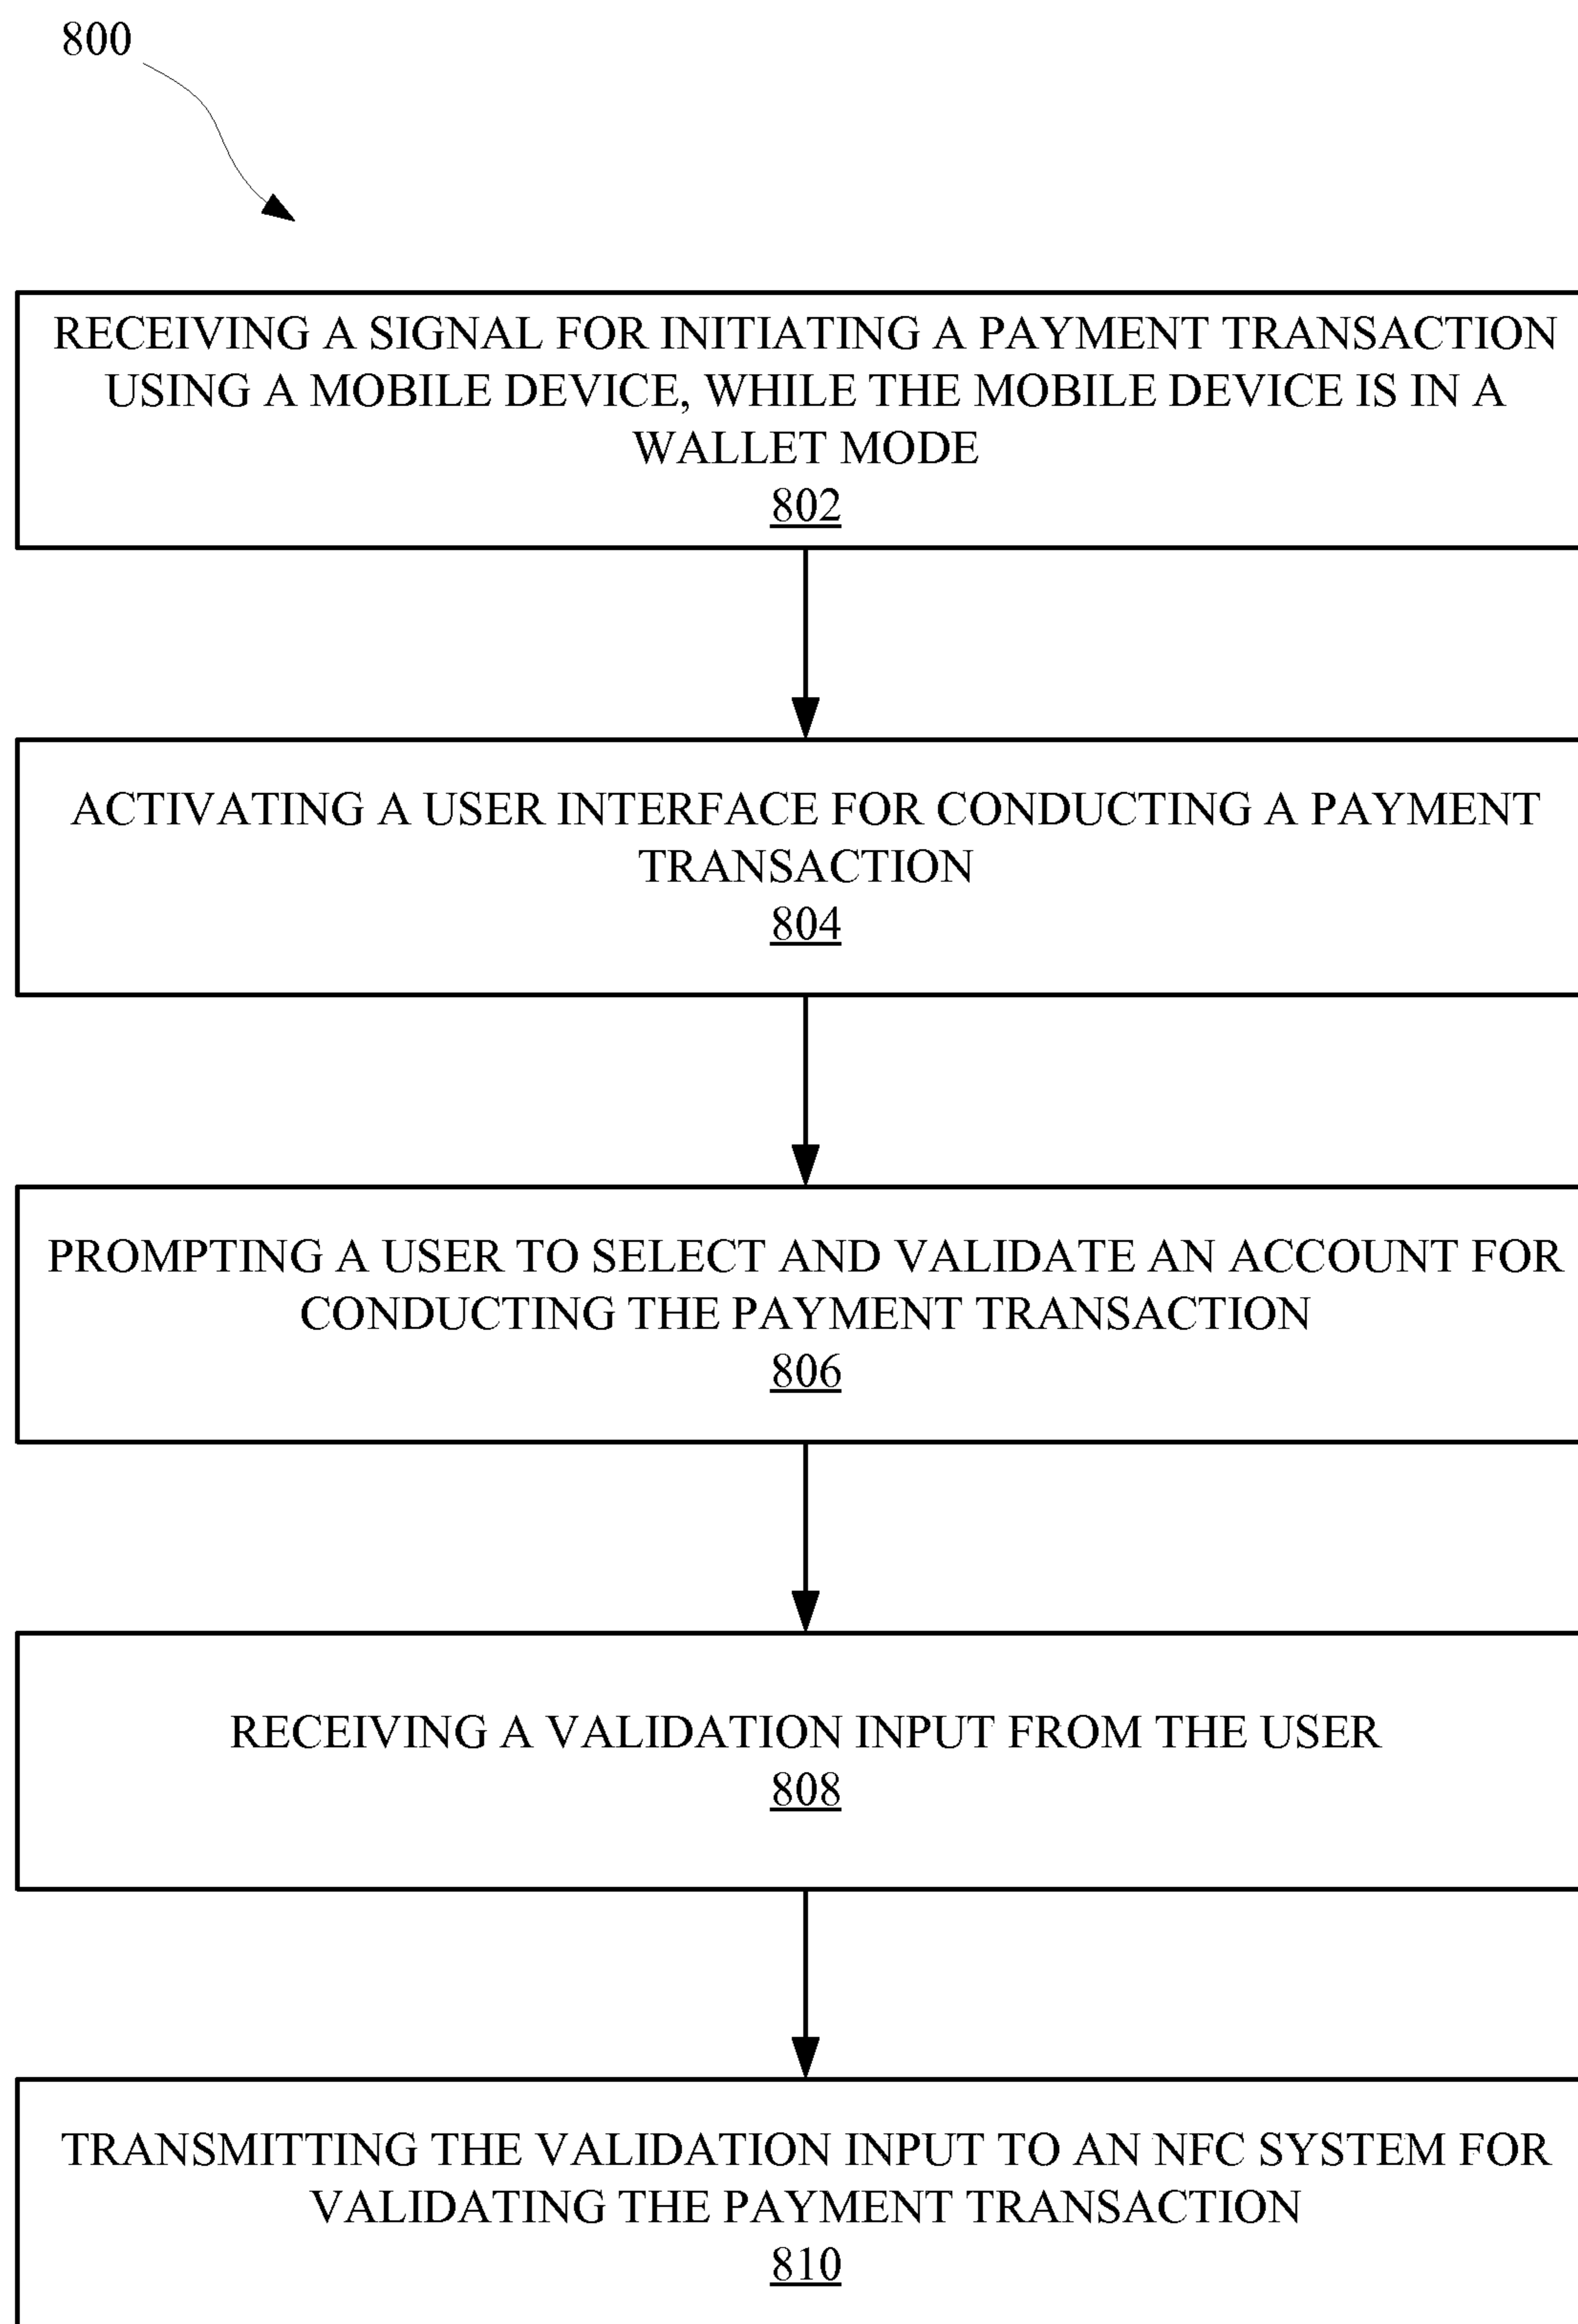 800
RECEIVING A SIGNAL FOR INITIATING A PAYMENT TRANSACTION
USING A MOBILE DEVICE, WHILE THE MOBILE DEVICE IS IN A
WALLET MODE
802
ACTIVATING A USER INTERFACE FOR CONDUCTING A PAYMENT
TRANSACTION
804
PROMPTING A USER TO SELECT AND VALIDATE AN ACCOUNT FOR
CONDUCTING THE PAYMENT TRANSACTION
806
RECEIVING A VALIDATION INPUT FROM THE USER
808
TRANSMITTING THE VALIDATION INPUT TO AN NFC SYSTEM FOR
VALIDATING THE PAYMENT TRANSACTION
810